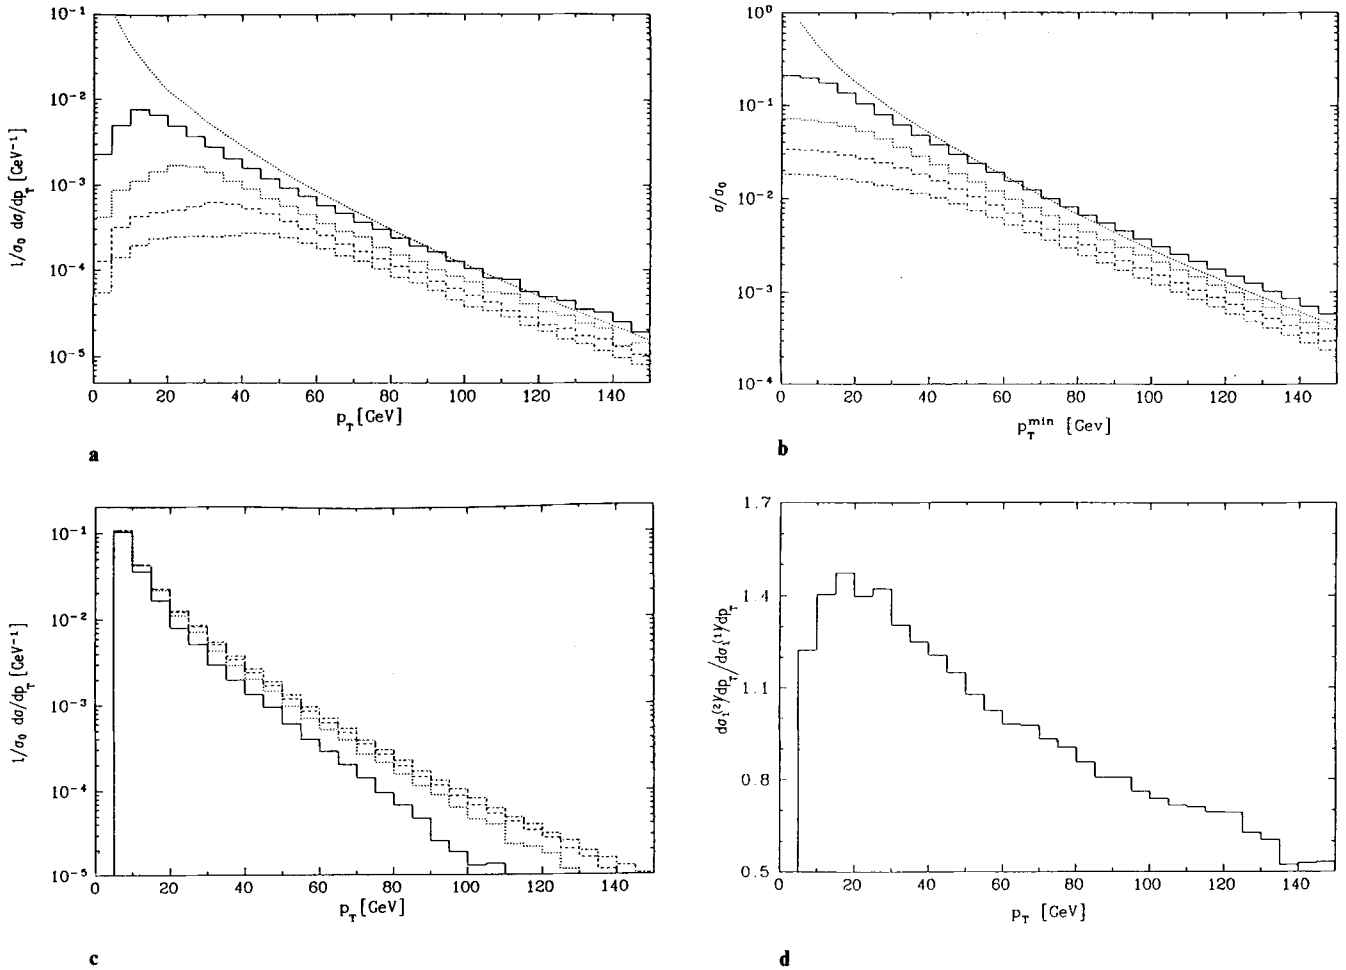 10⁻¹
10⁻²
10⁻³
10⁻⁴
10⁻⁵
1/σ₀ dσ/dp_T [GeV⁻¹]
0 20 40 60 80 100 120 140
p_T [GeV]
a
10⁰
10⁻¹
10⁻²
10⁻³
10⁻⁴
σ/σ₀
0 20 40 60 80 100 120 140
p_T^min [Gev]
b
10⁻¹
10⁻²
10⁻³
10⁻⁴
10⁻⁵
1/σ₀ dσ/dp_T [GeV⁻¹]
0 20 40 60 80 100 120 140
p_T [GeV]
c
1.7
1.4
1.1
0.8
0.5
dσ₁⁽²⁾/dp_T/dσ₁⁽¹⁾/dp_T
0 20 40 60 80 100 120 140
p_T [GeV]
d